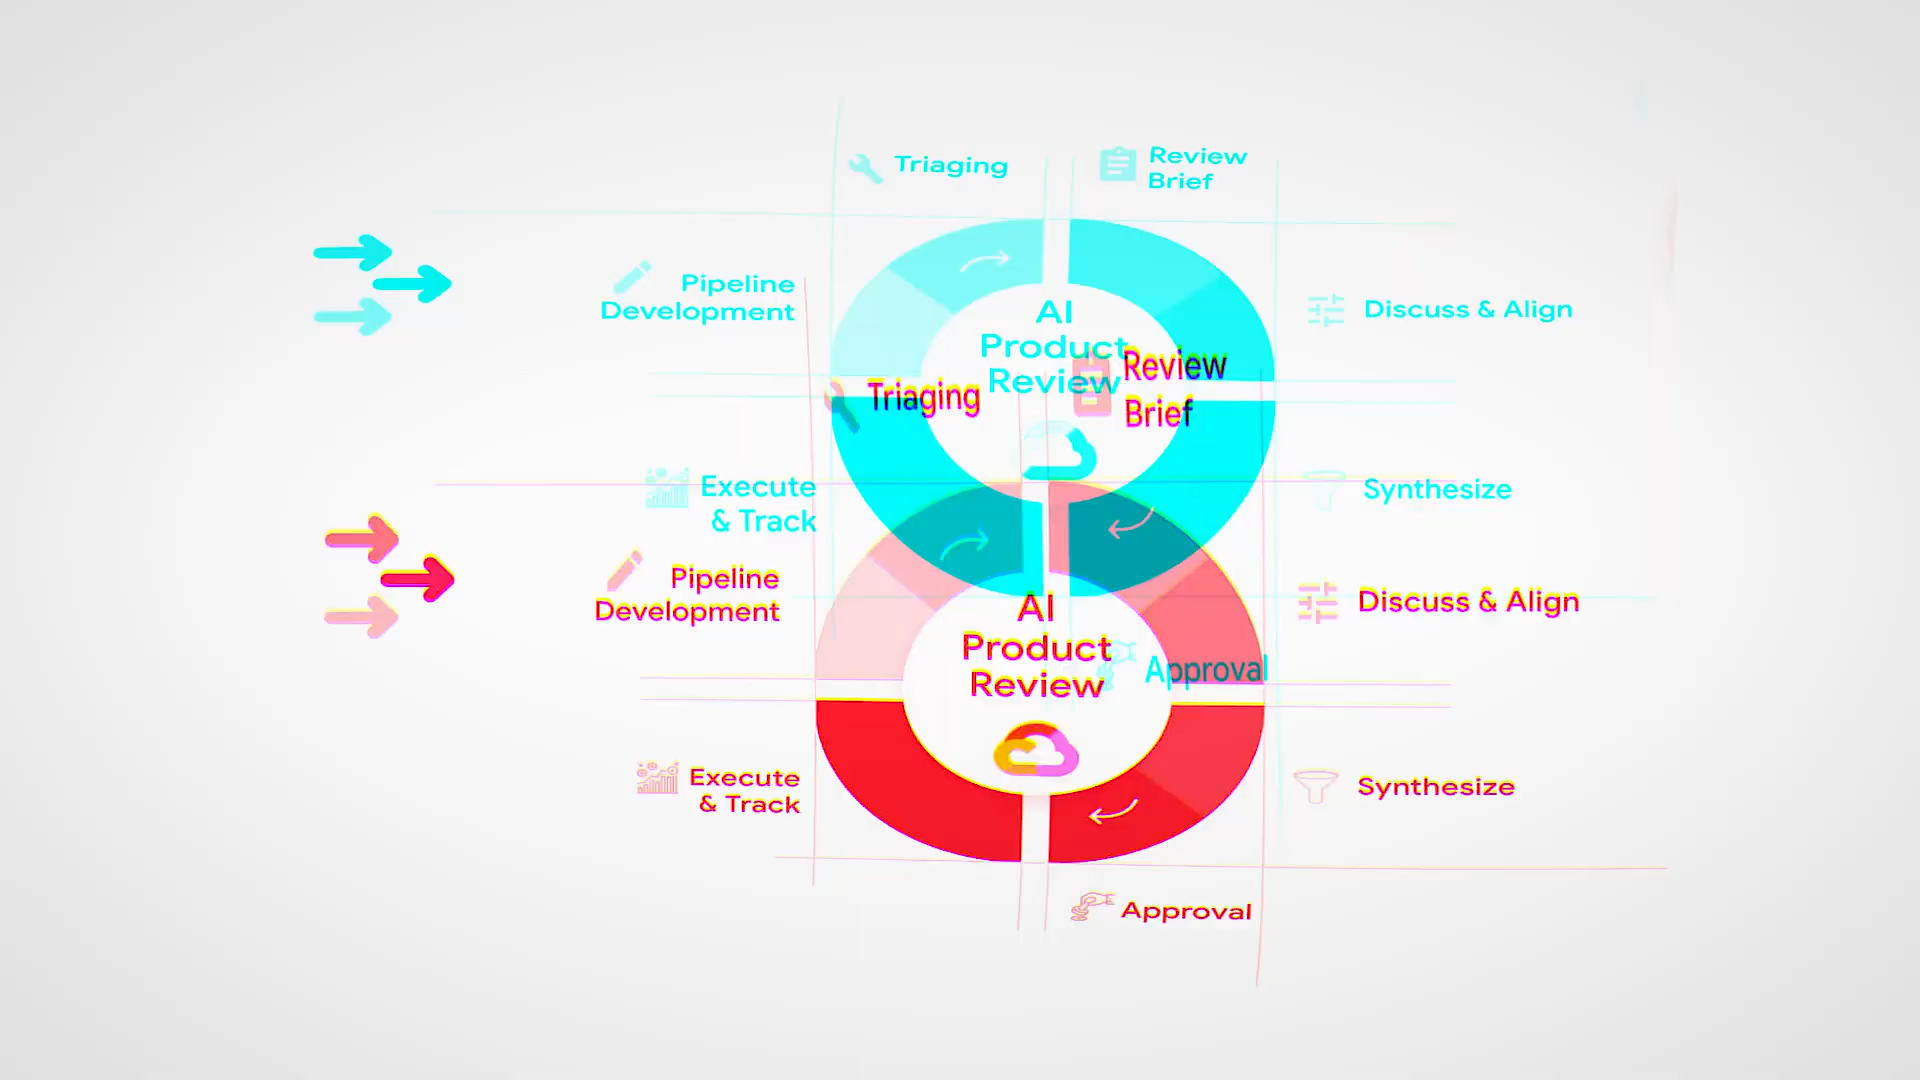 Triaging
Review
Brief
Pipeline
Development
AI
Product
Review
Discuss & Align
Triaging
Review
Brief
Execute
& Track
Synthesize
Pipeline
Development
AI
Product
Review
Discuss & Align
Approval
Execute
& Track
Synthesize
Approval